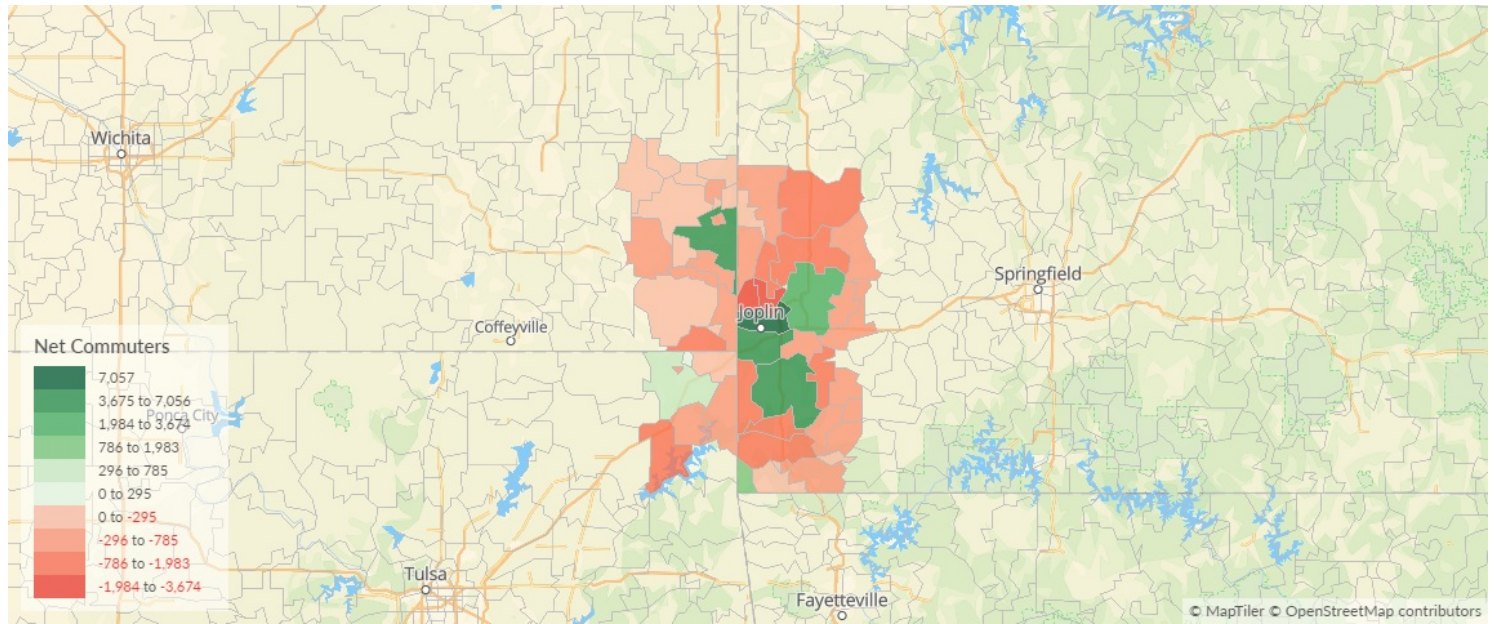 Wichita
Springfield
Joplin
Coffeyville
Net Commuters
7,057
3,675 to 7,056
Ponca City
1,984 to 3,674
786 to 1,983
296 to 785
0 to 295
0 to -295
-296 to -785
-786 to -1,983
-1,984 to -3,674
Tulsa
Fayetteville
© MapTiler © OpenStreetMap contributors